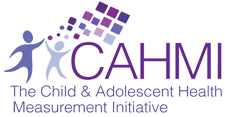 CAHMI
The Child & Adolescent Health
Measurement Initiative